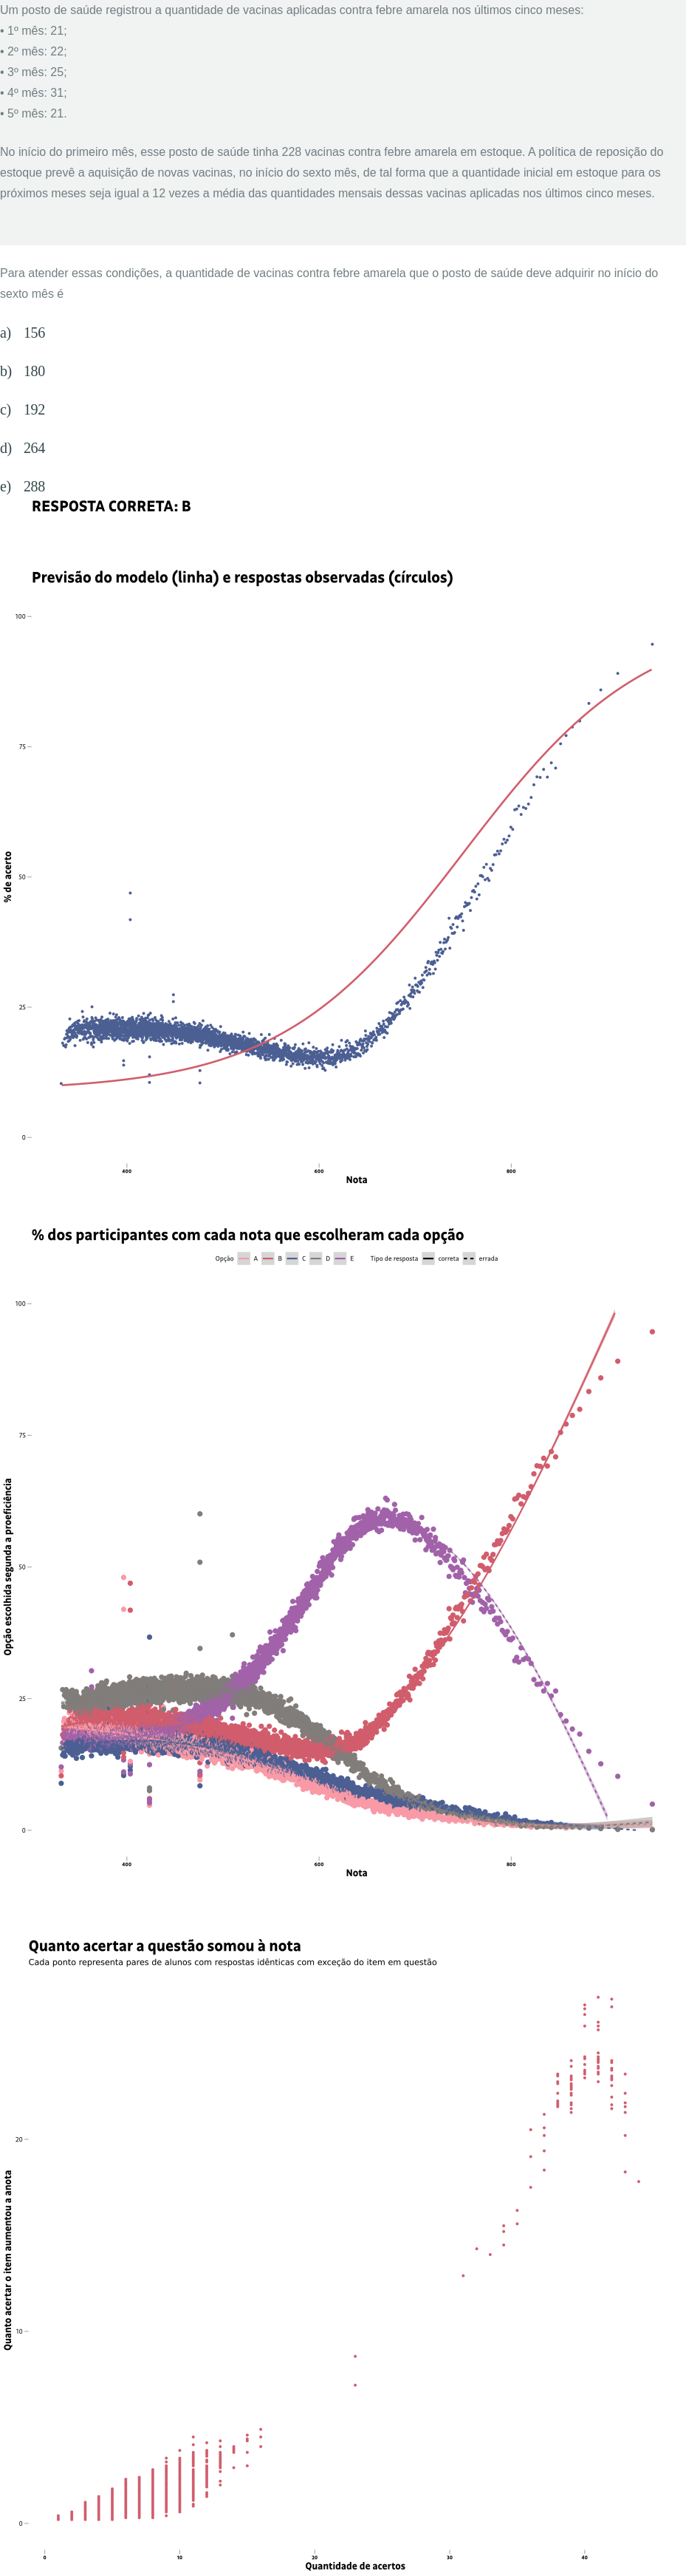 Um posto de saúde registrou a quantidade de vacinas aplicadas contra febre amarela nos últimos cinco meses:
• 1º mês: 21;
• 2º mês: 22;
• 3º mês: 25;
• 4º mês: 31;
• 5º mês: 21.
No início do primeiro mês, esse posto de saúde tinha 228 vacinas contra febre amarela em estoque. A política de reposição do
estoque prevê a aquisição de novas vacinas, no início do sexto mês, de tal forma que a quantidade inicial em estoque para os
próximos meses seja igual a 12 vezes a média das quantidades mensais dessas vacinas aplicadas nos últimos cinco meses.
Para atender essas condições, a quantidade de vacinas contra febre amarela que o posto de saúde deve adquirir no início do
sexto mês é
a) 156
b) 180
c) 192
d) 264
e) 288
RESPOSTA CORRETA: B
Previsão do modelo (linha) e respostas observadas (círculos)
% de acerto
100
75
50
25
0
400 600 800
Nota
% dos participantes com cada nota que escolheram cada opção
Opção A B C D E Tipo de resposta correta errada
Opção escolhida segunda a proeficiência
100
75
50
25
0
400 600 800
Nota
Quanto acertar a questão somou à nota
Cada ponto representa pares de alunos com respostas idênticas com exceção do item em questão
Quanto acertar o item aumentou a anota
20
10
0
0 10 20 30 40
Quantidade de acertos